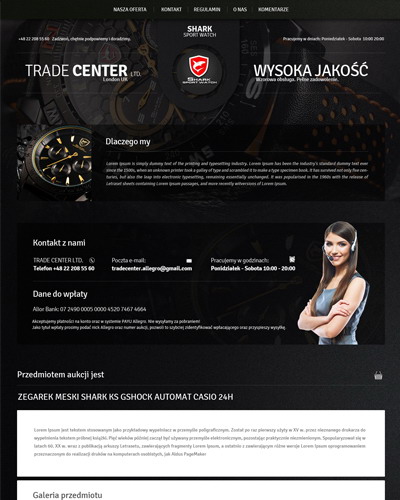 NASZA OFERTA | KONTAKT | REGULAMIN | O NAS | KOMENTARZE
SHARK
SPORT WATCH
+48 22 208 55 60 Zadzwoń, chętnie podpowiemy i doradzimy.
Pracujemy w dniach: Poniedziałek - Sobota 10:00 20:00
TRADE CENTER LTD.
London UK
SHARK
SPORT WATCH
WYSOKA JAKOŚĆ
Wzorowa obsługa. Pełne zadowolenie.
Dlaczego my
Lorem Ipsum is simply dummy text of the printing and typesetting industry. Lorem Ipsum has been the industry's standard dummy text ever
since the 1500s, when an unknown printer took a galley of type and scrambled it to make a type specimen book. It has survived not only five cen-
turies, but also the leap into electronic typesetting, remaining essentially unchanged. It was popularised in the 1960s with the release of
Letraset sheets containing Lorem Ipsum passages, and more recently
of Lorem Ipsum.
Kontakt z nami
TRADE CENTER LTD.
Telefon +48 22 208 55 60
Poczta e-mail:
tradecenter.allegro@gmail.com
Pracujemy w godzinach:
Poniedziałek - Sobota 10:00 - 20:00
Dane do wpłaty
Alior Bank: 07 2490 0005 0000 4520 7467 4664
Akceptujemy płatności na konto oraz w systemie PAYU Allegro. Nie wysyłamy za pobraniem!
Jako tytuł wpłaty prosimy podać nick Allegro oraz numer aukcji, pozwoli to szybciej zidentyfikować wpłacającego oraz przyspieszy wysyłkę.
Przedmiotem aukcji jest
ZEGAREK MESKI SHARK KS GSHOCK AUTOMAT CASIO 24H
Lorem Ipsum jest tekstem stosowanym jako przykładowy wypełniacz w przemyśle poligraficznym. Został po raz pierwszy użyty w XV w. przez nieznanego drukarza do
wypełnienia tekstem próbnej książki. Pięć wieków później zaczął być używany przemyśle elektronicznym, pozostając praktycznie niezmienionym. Spopularyzował się w
latach 60. XX w. wraz z publikacją arkuszy Letrasetu, zawierających fragmenty Lorem Ipsum, a ostatnio z zawierającym różne wersje Lorem Ipsum oprogramowaniem
przeznaczonym do realizacji druków na komputerach osobistych, jak Aldus PageMaker
Galeria przedmiotu